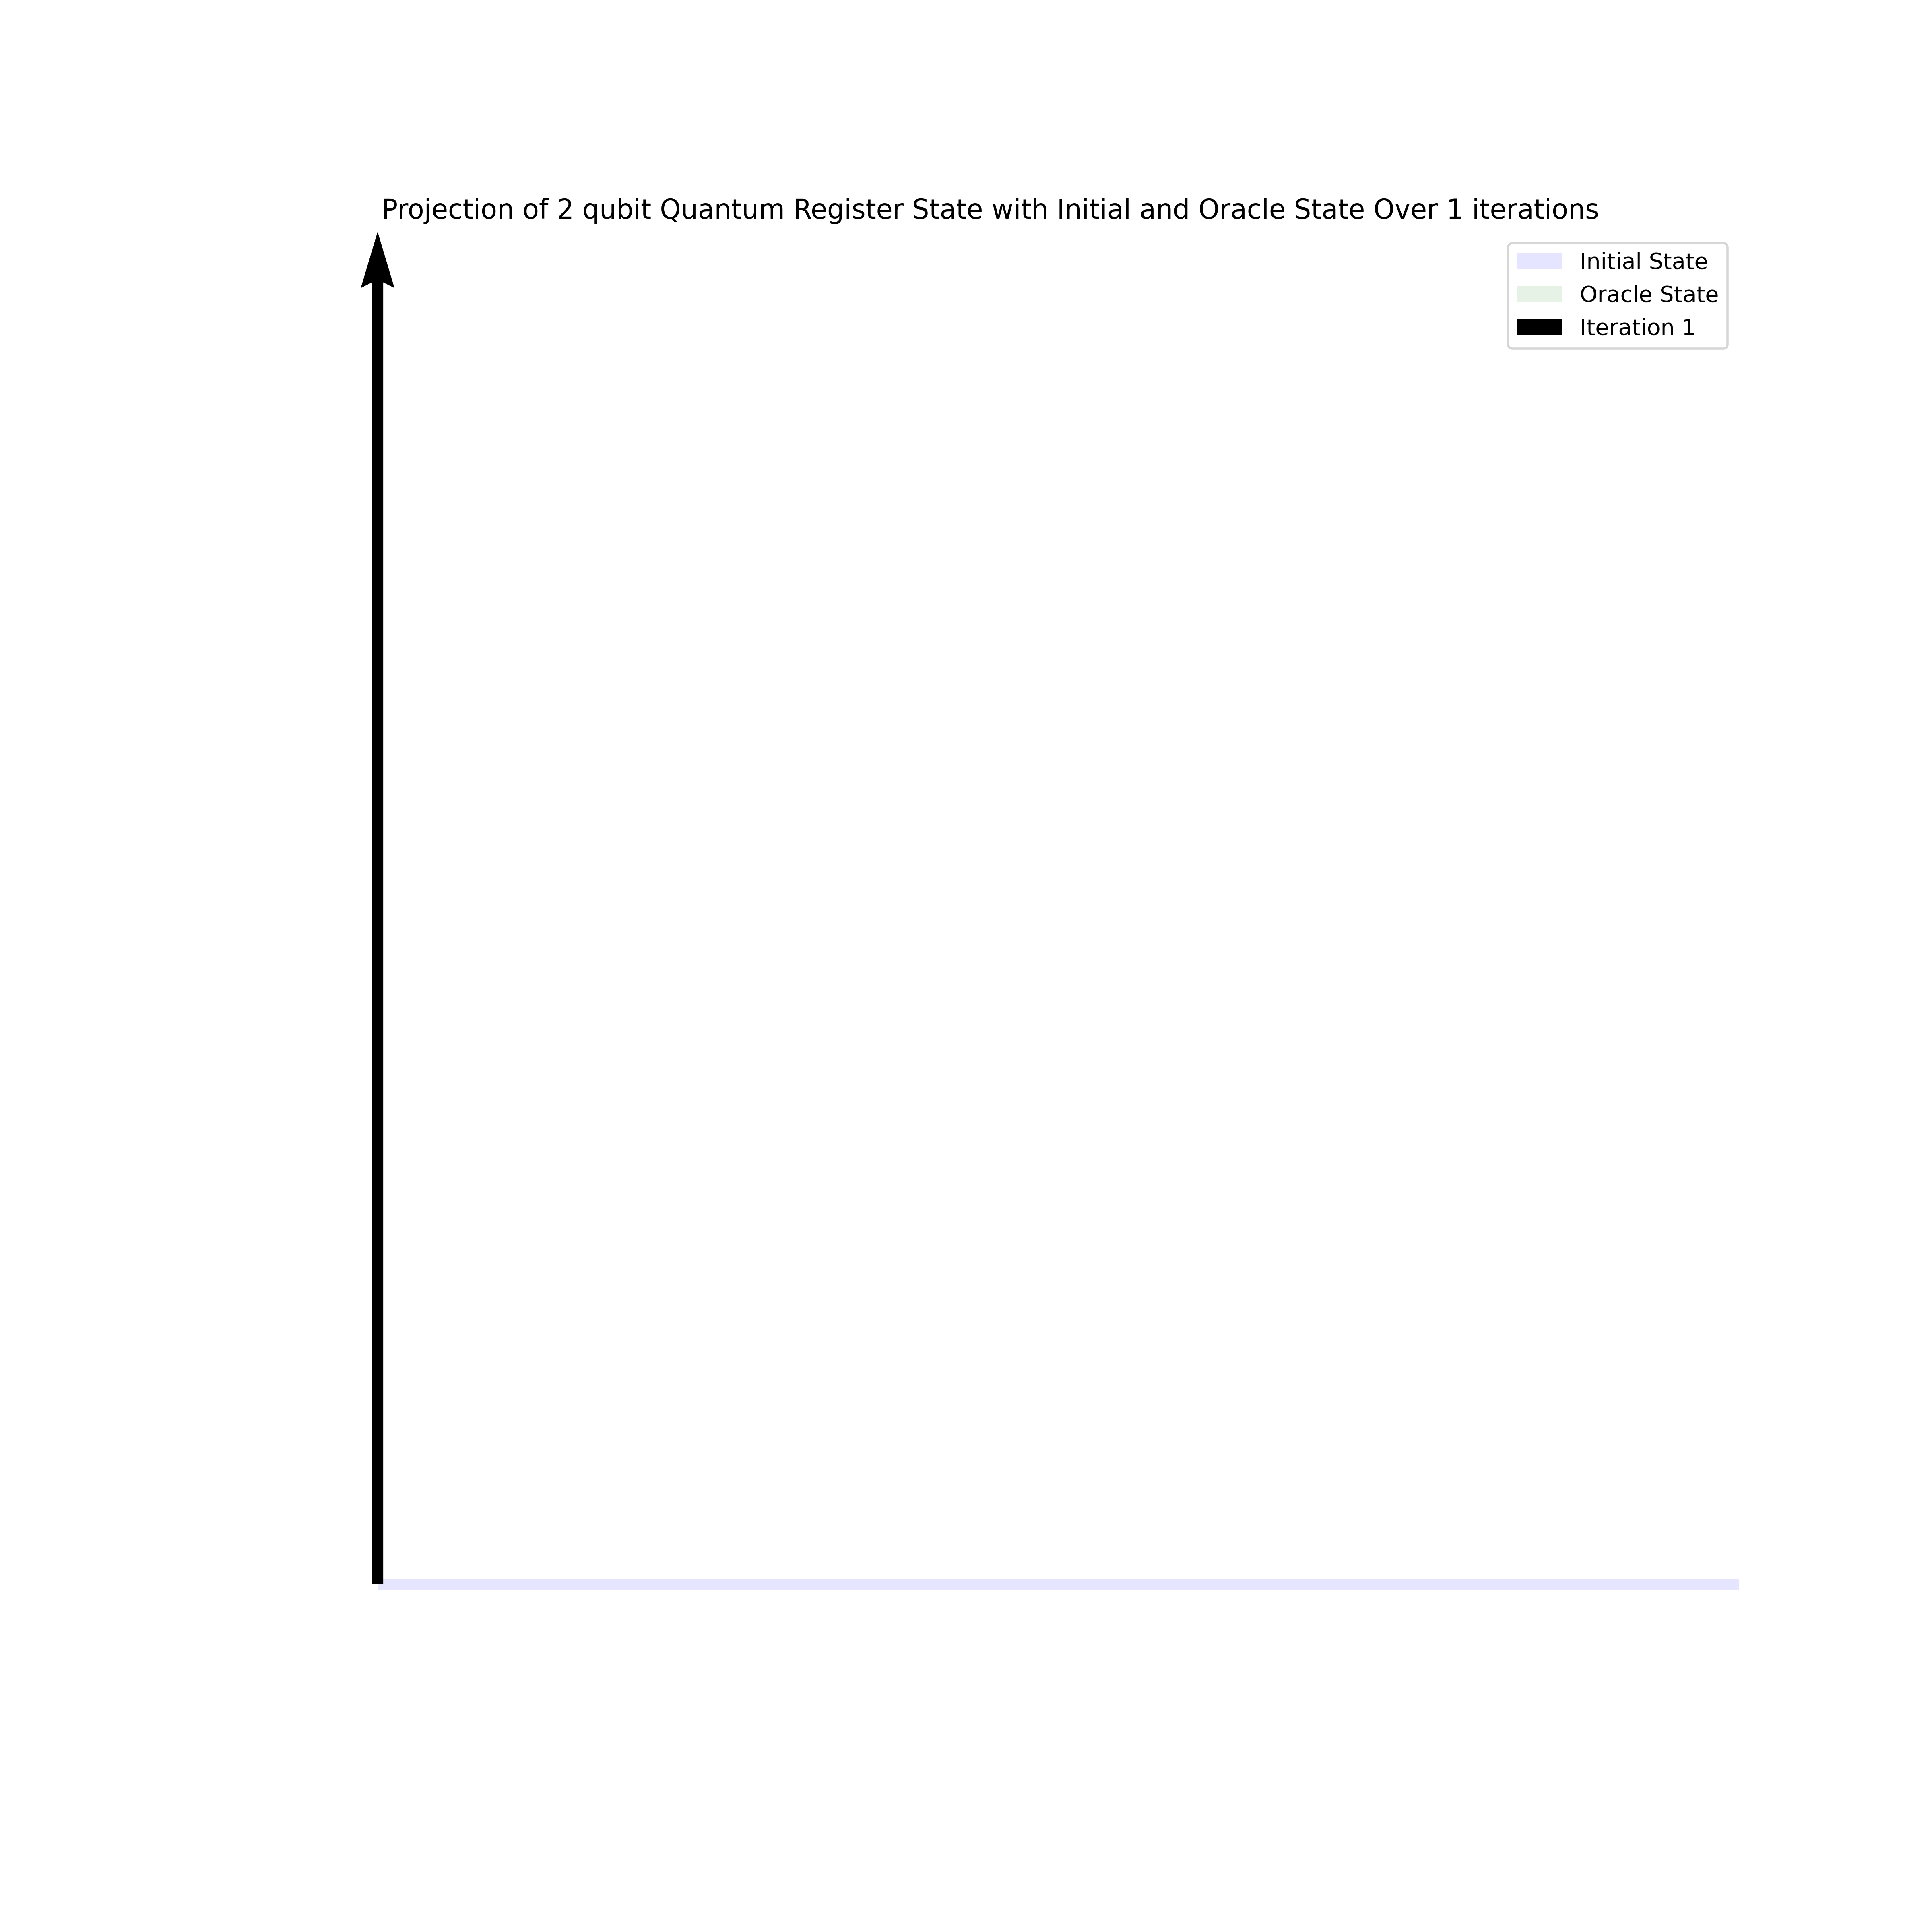 Projection of 2 qubit Quantum Register State with Initial and Oracle State Over 1 iterations
Initial State
Oracle State
Iteration 1